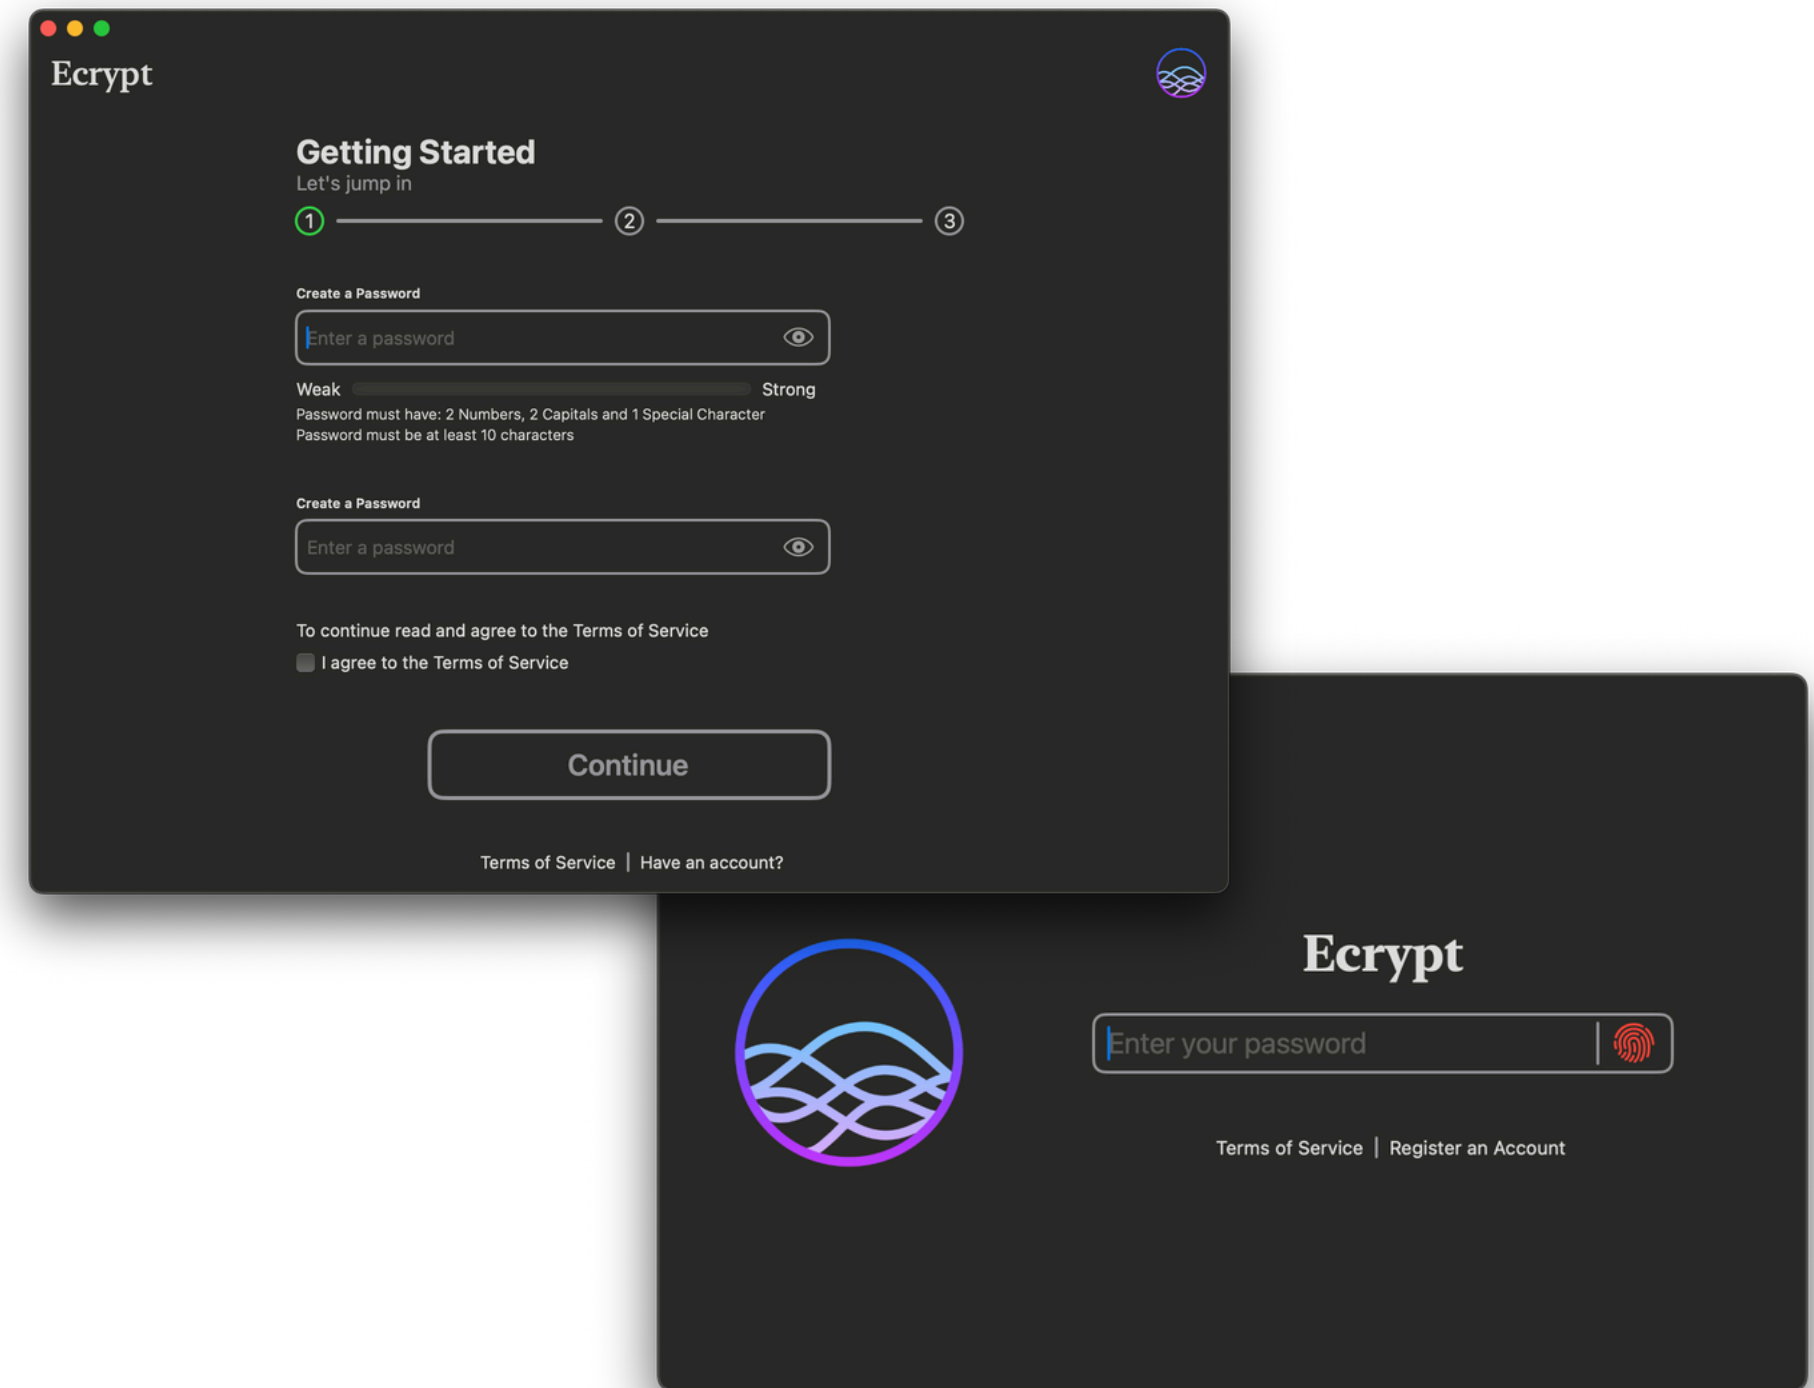 Ecrypt
Getting Started
Let's jump in
1 2 3
Create a Password
Enter a password
Weak Strong
Password must have: 2 Numbers, 2 Capitals and 1 Special Character
Password must be at least 10 characters
Create a Password
Enter a password
To continue read and agree to the Terms of Service
I agree to the Terms of Service
Continue
Terms of Service | Have an account?
Ecrypt
Enter your password
Terms of Service | Register an Account